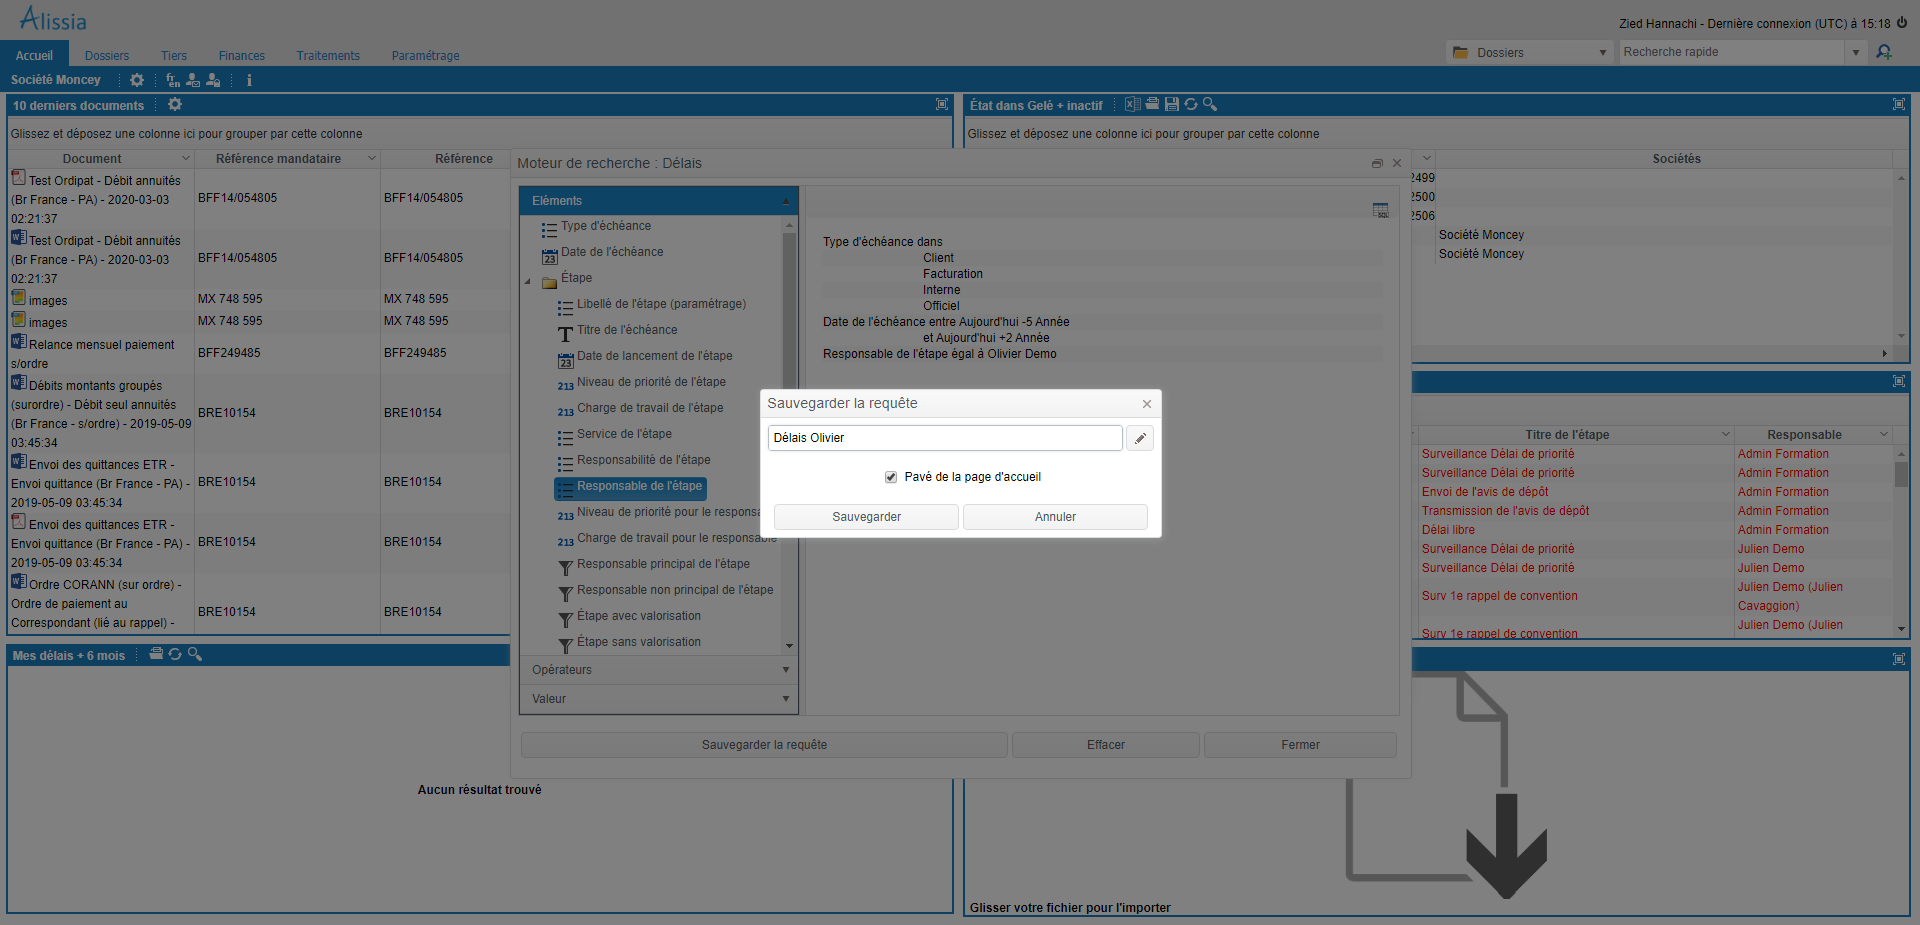 Alissia
Zied Hannachi - Dernière connexion (UTC) à 15:18
Accueil
Dossiers
Tiers
Finances
Traitements
Paramétrage
Dossiers
Recherche rapide
Société Moncey
fr
en
i
10 derniers documents
Glissez et déposez une colonne ici pour grouper par cette colonne
Document
Référence mandataire
Référence
Test Ordipat - Débit annuités
(Br France - PA) - 2020-03-03
02:21:37
BFF14/054805
BFF14/054805
Test Ordipat - Débit annuités
(Br France - PA) - 2020-03-03
02:21:37
BFF14/054805
BFF14/054805
images
MX 748 595
MX 748 595
images
MX 748 595
MX 748 595
Relance mensuel paiement
s/ordre
BFF249485
BFF249485
Débits montants groupés
(surordre) - Débit seul annuités
(Br France - s/ordre) - 2019-05-09
03:45:34
BRE10154
BRE10154
Envoi des quittances ETR -
Envoi quittance (Br France - PA) -
2019-05-09 03:45:34
BRE10154
BRE10154
Envoi des quittances ETR -
Envoi quittance (Br France - PA) -
2019-05-09 03:45:34
BRE10154
BRE10154
Ordre CORANN (sur ordre) -
Ordre de paiement au
Correspondant (lié au rappel) -
BRE10154
BRE10154
Mes délais + 6 mois
Aucun résultat trouvé
État dans Gelé + inactif
Glissez et déposez une colonne ici pour grouper par cette colonne
Sociétés
2499
2500
2506
Société Moncey
Société Moncey
Titre de l'étape
Responsable
Surveillance Délai de priorité
Admin Formation
Surveillance Délai de priorité
Admin Formation
Envoi de l'avis de dépôt
Admin Formation
Transmission de l'avis de dépôt
Admin Formation
Délai libre
Admin Formation
Surveillance Délai de priorité
Julien Demo
Surveillance Délai de priorité
Julien Demo
Surv 1e rappel de convention
Julien Demo (Julien
Cavaggion)
Surv 1e rappel de convention
Julien Demo (Julien
Glisser votre fichier pour l'importer
Moteur de recherche : Délais
Eléments
Type d'échéance
23
Date de l'échéance
Étape
Libellé de l'étape (paramétrage)
T
Titre de l'échéance
23
Date de lancement de l'étape
213
Niveau de priorité de l'étape
213
Charge de travail de l'étape
Service de l'étape
Responsabilité de l'étape
Responsable de l'étape
213
Niveau de priorité pour le responsa
213
Charge de travail pour le responsable
Responsable principal de l'étape
Responsable non principal de l'étape
Étape avec valorisation
Étape sans valorisation
Opérateurs
Valeur
SQL
Type d'échéance dans
Client
Facturation
Interne
Officiel
Date de l'échéance entre Aujourd'hui -5 Année
et Aujourd'hui +2 Année
Responsable de l'étape égal à Olivier Demo
Sauvegarder la requête
Effacer
Fermer
Sauvegarder la requête
Délais Olivier
Pavé de la page d'accueil
Sauvegarder
Annuler